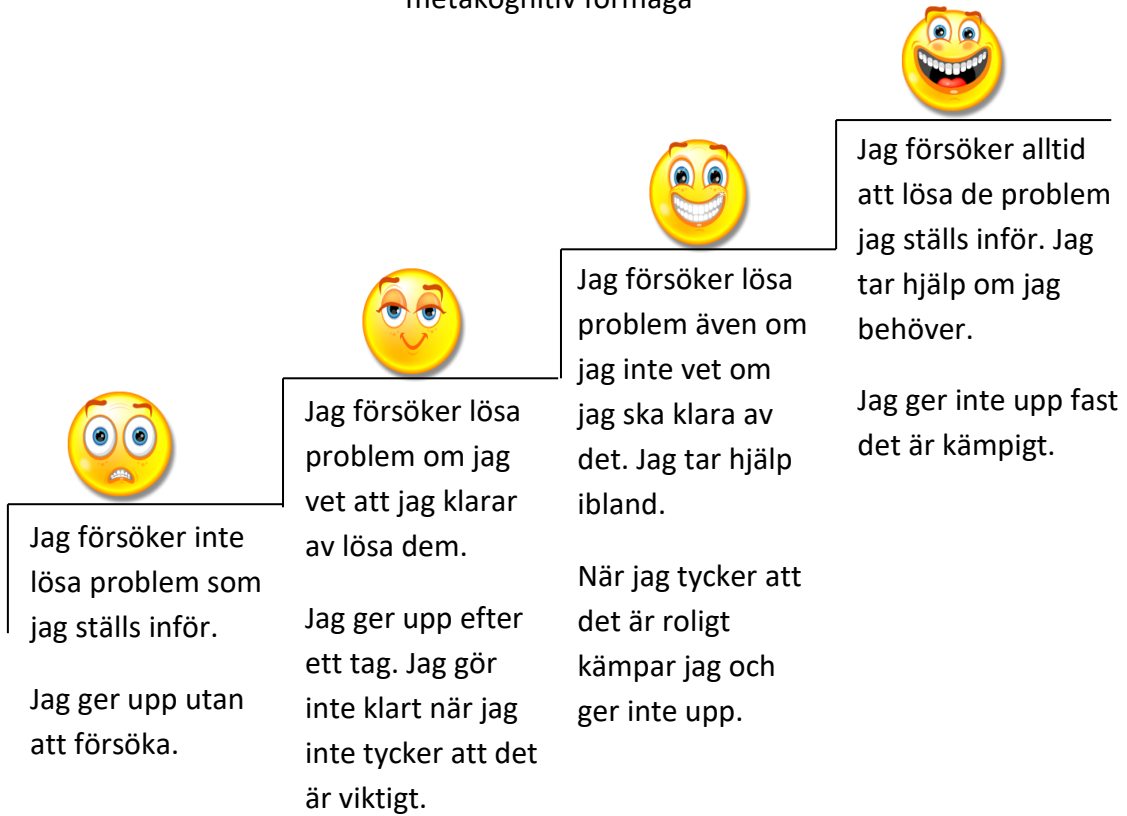 metakognitiv förmåga
Jag försöker inte
lösa problem som
jag ställs inför.
Jag ger upp utan
att försöka.
Jag försöker lösa
problem om jag
vet att jag klarar
av lösa dem.
Jag ger upp efter
ett tag. Jag gör
inte klart när jag
inte tycker att det
är viktigt.
Jag försöker lösa
problem även om
jag inte vet om
jag ska klara av
det. Jag tar hjälp
ibland.
När jag tycker att
det är roligt
kämpar jag och
ger inte upp.
Jag försöker alltid
att lösa de problem
jag ställs inför. Jag
tar hjälp om jag
behöver.
Jag ger inte upp fast
det är kämpigt.